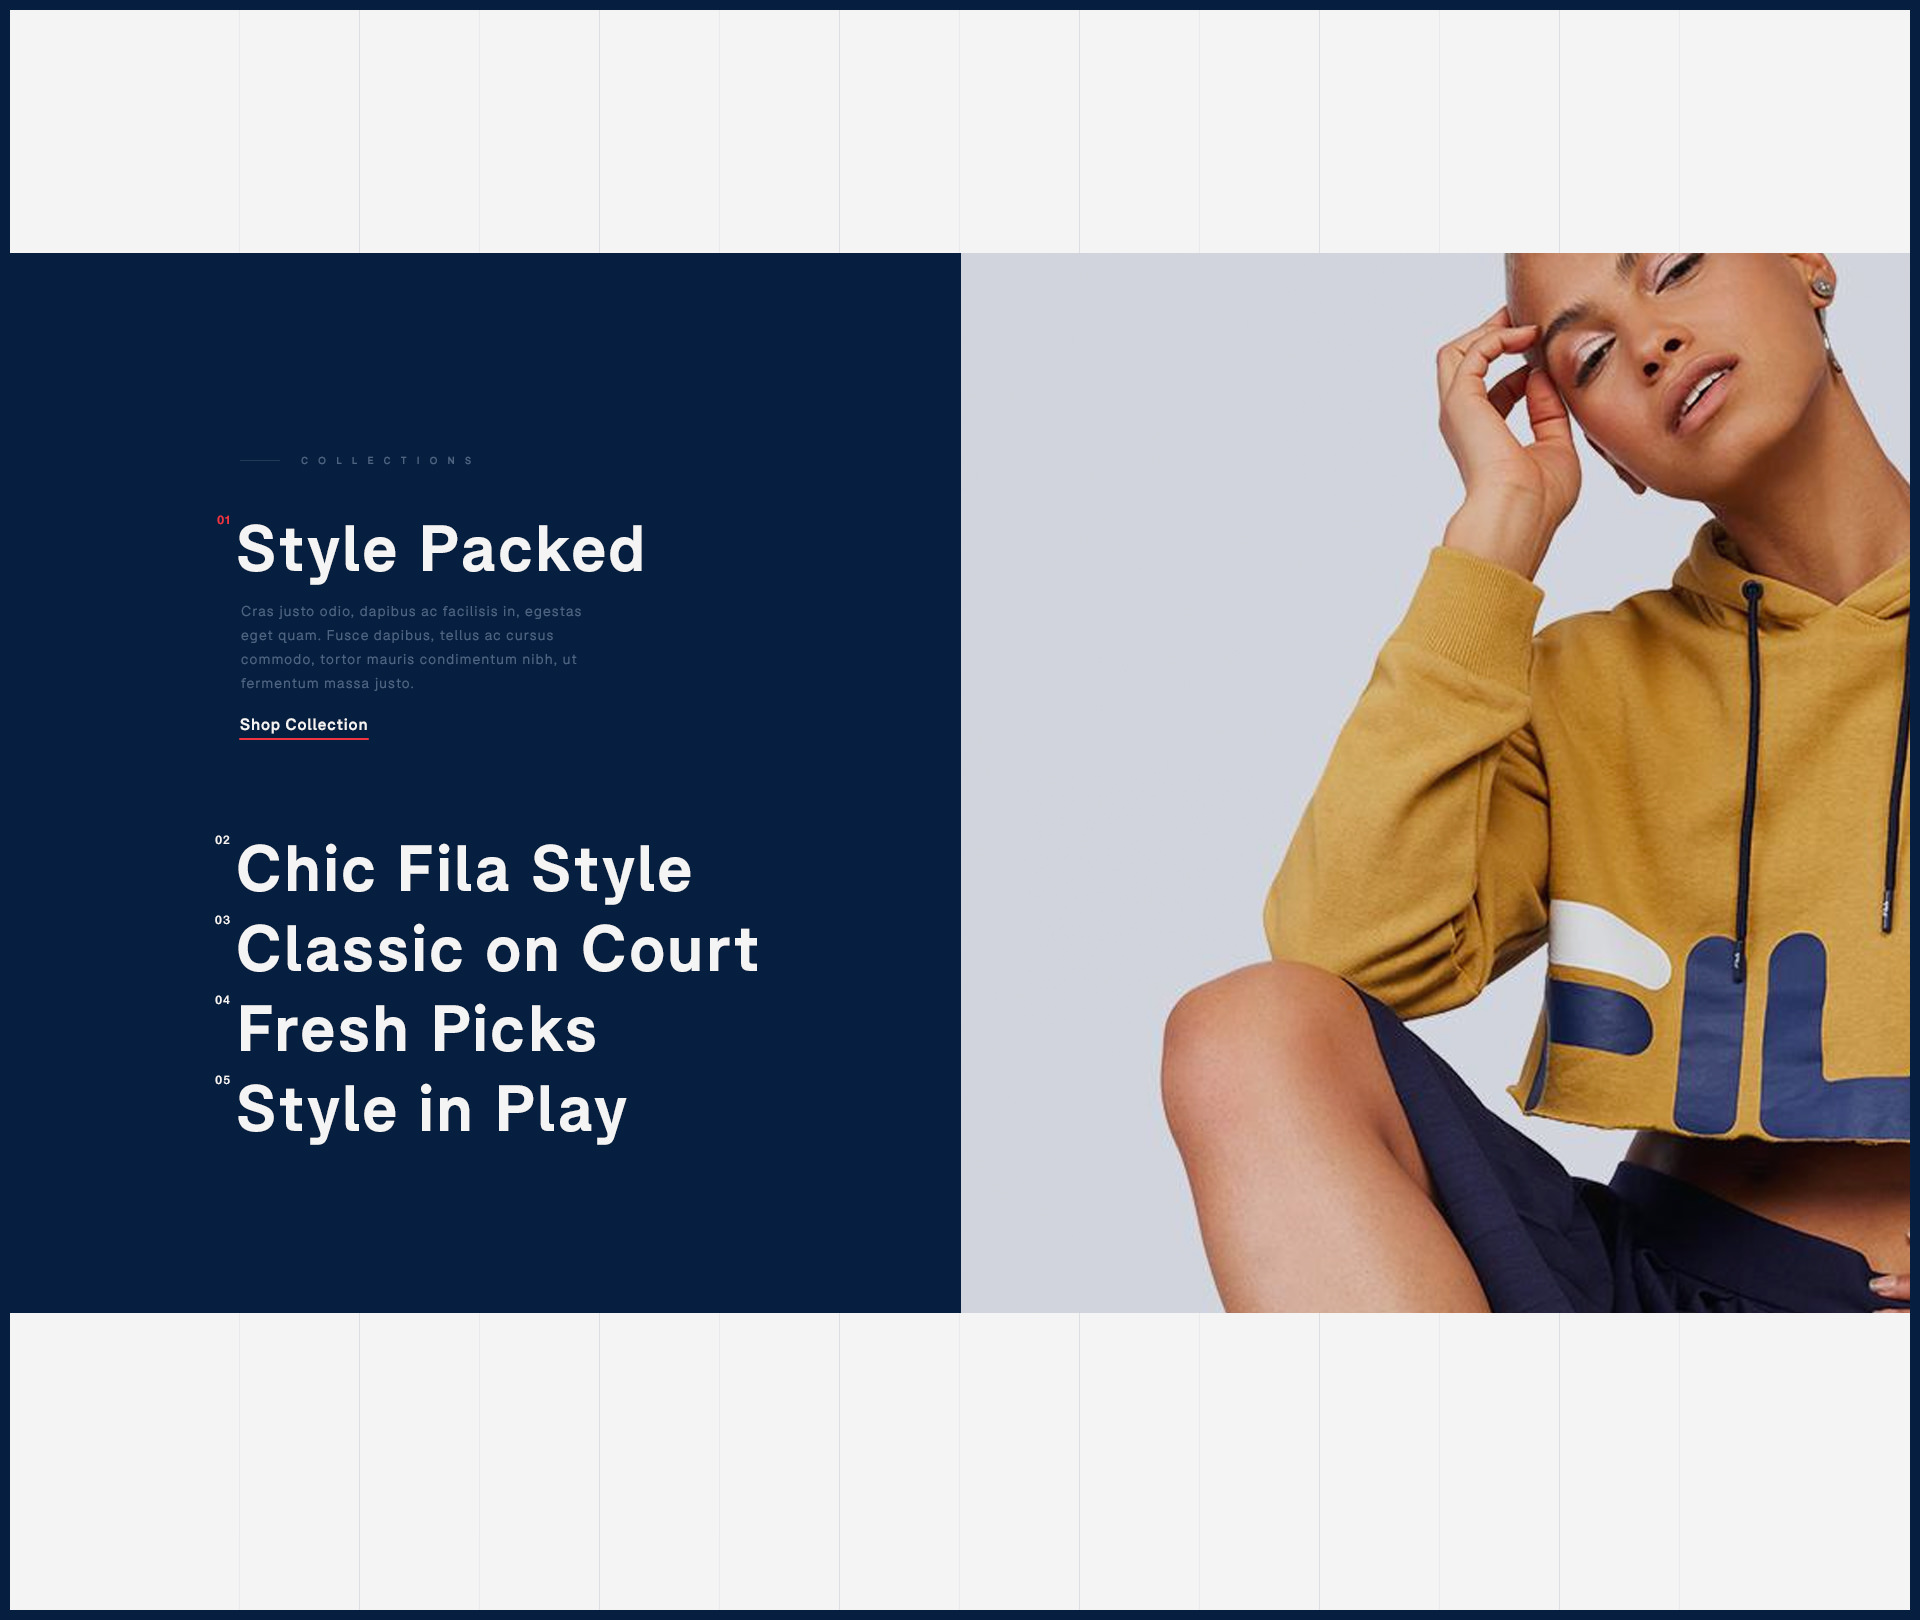 COLLECTIONS
01
Style Packed
Cras justo odio, dapibus ac facilisis in, egestas
eget quam. Fusce dapibus, tellus ac cursus
commodo, tortor mauris condimentum nibh, ut
fermentum massa justo.
Shop Collection
02
Chic Fila Style
03
Classic on Court
04
Fresh Picks
05
Style in Play
FIL